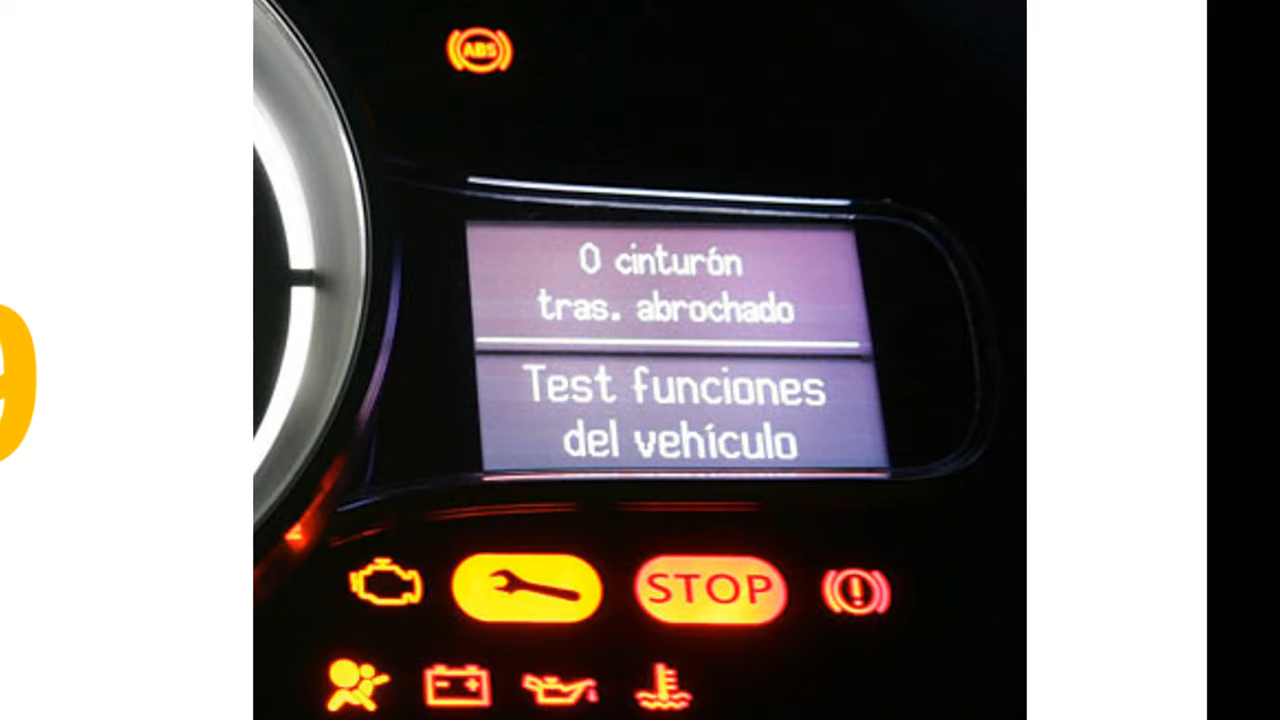 ABS
0 cinturón
tras. abrochado
Test funciones
del vehículo
STOP